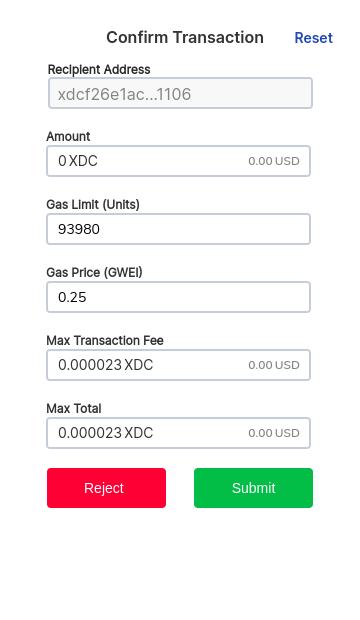 Confirm Transaction Reset
Recipient Address
xdcf26e1ac...1106
Amount
0 XDC 0.00 USD
Gas Limit (Units)
93980
Gas Price (GWEI)
0.25
Max Transaction Fee
0.000023 XDC 0.00 USD
Max Total
0.000023 XDC 0.00 USD
Reject Submit